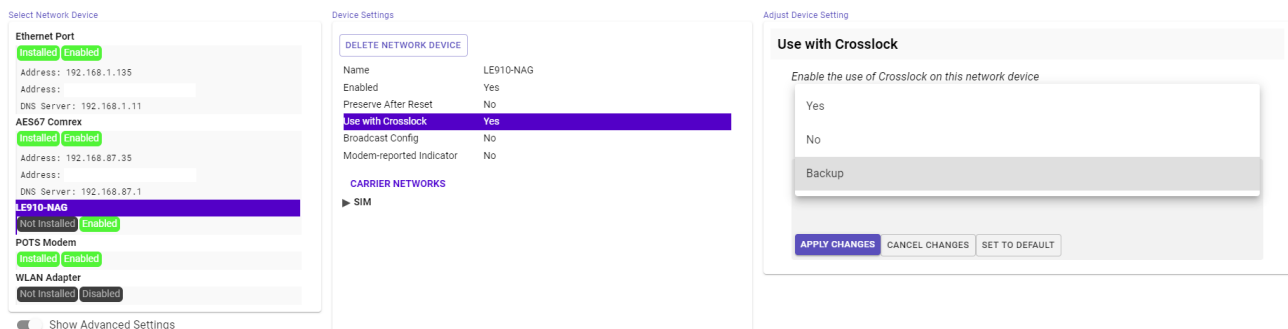 Select Network Device
Ethernet Port
Installed Enabled
Address: 192.168.1.135
Address:
DNS Server: 192.168.1.11
AES67 Comrex
Installed Enabled
Address: 192.168.87.35
Address:
DNS Server: 192.168.87.1
LE910-NAG
Not Installed Enabled
POTS Modem
Installed Enabled
WLAN Adapter
Not Installed Disabled
Show Advanced Settings
Device Settings
DELETE NETWORK DEVICE
Name LE910-NAG
Enabled Yes
Preserve After Reset No
Use with Crosslock Yes
Broadcast Config No
Modem-reported Indicator No
CARRIER NETWORKS
▶ SIM
Adjust Device Setting
Use with Crosslock
Enable the use of Crosslock on this network device
Yes
No
Backup
APPLY CHANGES CANCEL CHANGES SET TO DEFAULT